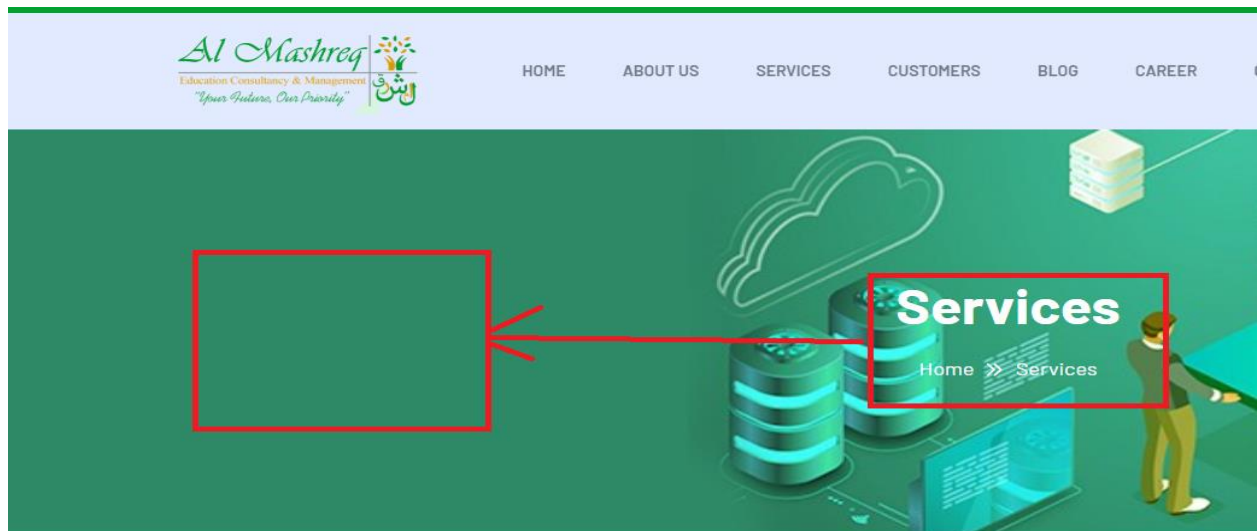 Al Mashreq
Education Consultancy & Management
"Your Future, Our Priority"
HOME ABOUT US SERVICES CUSTOMERS BLOG CAREER
Services
Home » Services